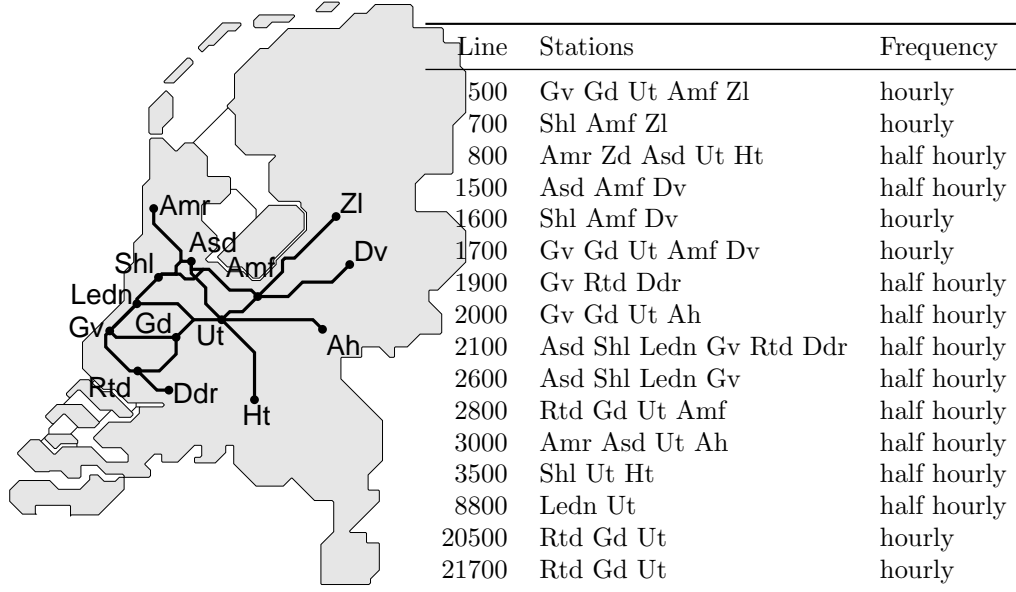 Amr
Zl
Asd
Dv
Shl
Amf
Ledn
Gv
Gd
Ut
Ah
Rtd
Ddr
Ht
Line Stations Frequency
500 Gv Gd Ut Amf Zl hourly
700 Shl Amf Zl hourly
800 Amr Zd Asd Ut Ht half hourly
1500 Asd Amf Dv half hourly
1600 Shl Amf Dv hourly
1700 Gv Gd Ut Amf Dv hourly
1900 Gv Rtd Ddr half hourly
2000 Gv Gd Ut Ah half hourly
2100 Asd Shl Ledn Gv Rtd Ddr half hourly
2600 Asd Shl Ledn Gv half hourly
2800 Rtd Gd Ut Amf half hourly
3000 Amr Asd Ut Ah half hourly
3500 Shl Ut Ht half hourly
8800 Ledn Ut half hourly
20500 Rtd Gd Ut hourly
21700 Rtd Gd Ut hourly